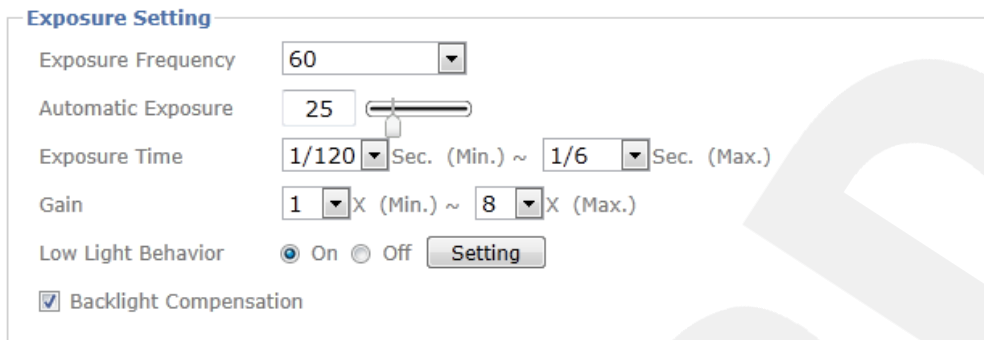 Exposure Setting
Exposure Frequency 60
Automatic Exposure 25
Exposure Time 1/120 Sec. (Min.) ~ 1/6 Sec. (Max.)
Gain 1 X (Min.) ~ 8 X (Max.)
Low Light Behavior On Off Setting
Backlight Compensation